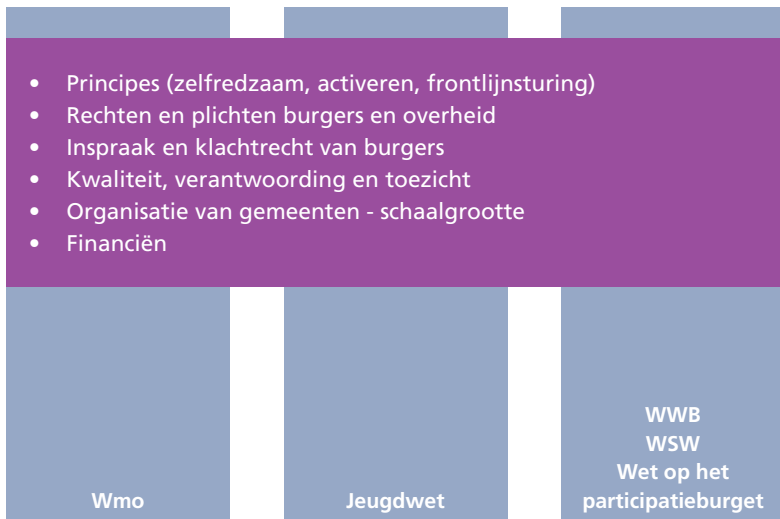 • Principes (zelfredzaam, activeren, frontlijnsturing)
• Rechten en plichten burgers en overheid
• Inspraak en klachtrecht van burgers
• Kwaliteit, verantwoording en toezicht
• Organisatie van gemeenten - schaalgrootte
• Financiën
Wmo
Jeugdwet
WWB
WSW
Wet op het
participatieburget